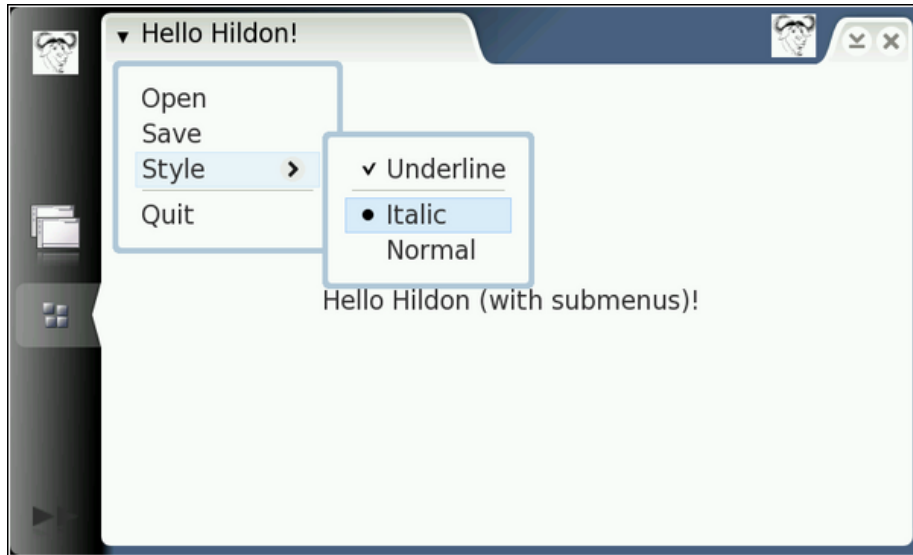 Hello Hildon!
Open
Save
Style
Quit
Underline
Italic
Normal
Hello Hildon (with submenus)!